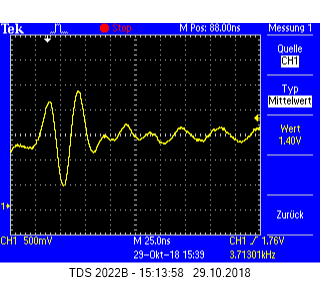 Tek Stop M Pos: 88.00ns Messung 1
Quelle
CH1
Typ
Mittelwert
Wert
1.40V
1
Zurück
CH1 500mV M 25.0ns CH1 / 1.76V
29-Okt-18 15:39 3.71301kHz
TDS 2022B - 15:13:58 29.10.2018